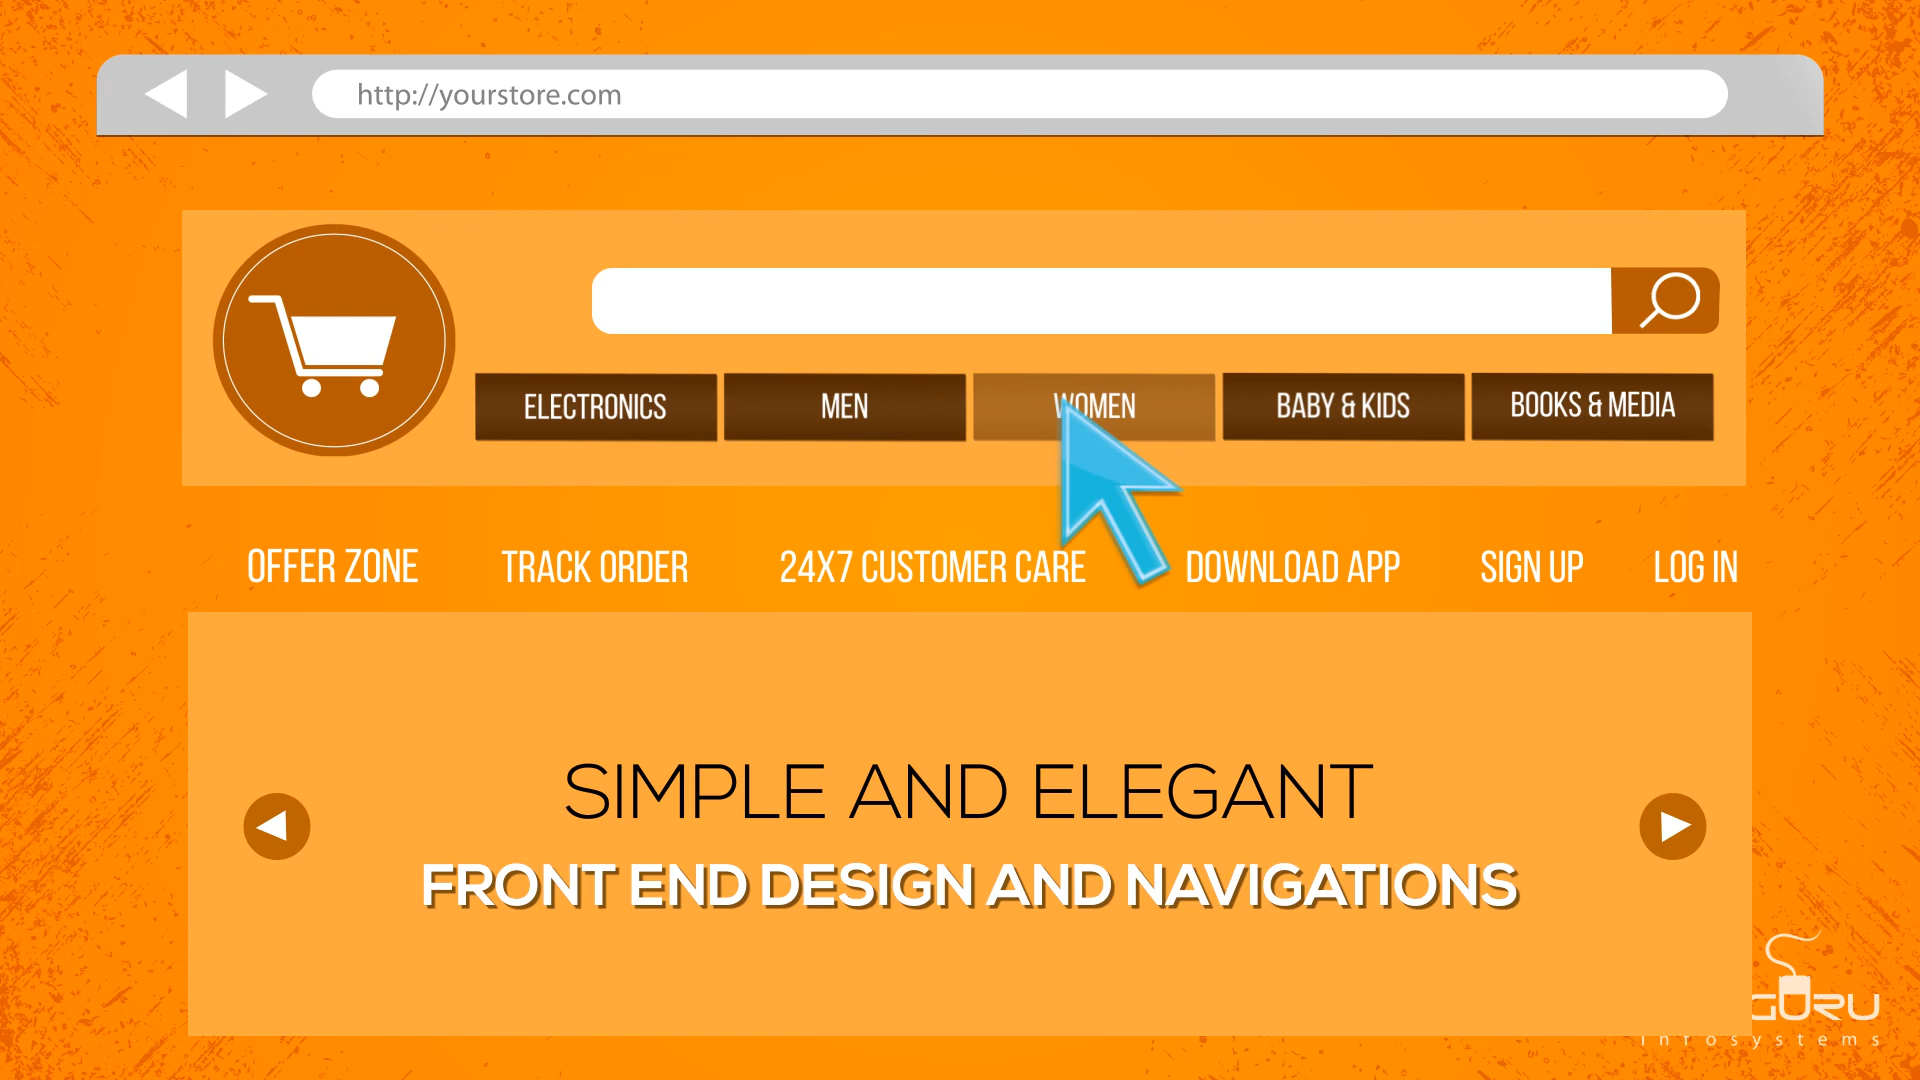 http://yourstore.com
ELECTRONICS MEN WOMEN BABY & KIDS BOOKS & MEDIA
OFFER ZONE TRACK ORDER 24X7 CUSTOMER CARE DOWNLOAD APP SIGN UP LOG IN
SIMPLE AND ELEGANT
FRONT END DESIGN AND NAVIGATIONS
GURU
infosystems